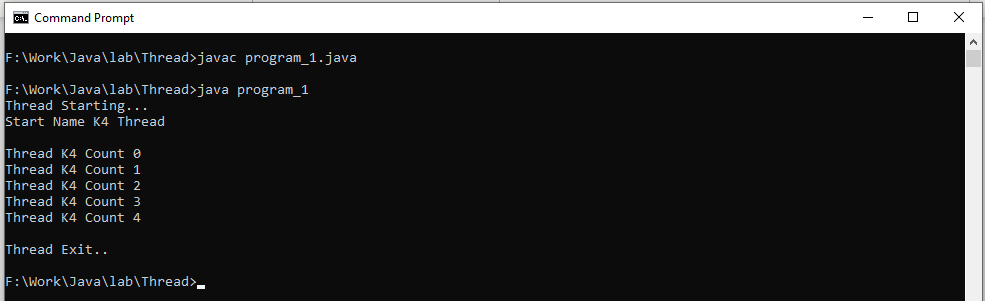 Command Prompt
F:\Work\Java\lab\Thread>javac program_1.java
F:\Work\Java\lab\Thread>java program_1
Thread Starting...
Start Name K4 Thread
Thread K4 Count 0
Thread K4 Count 1
Thread K4 Count 2
Thread K4 Count 3
Thread K4 Count 4
Thread Exit..
F:\Work\Java\lab\Thread>